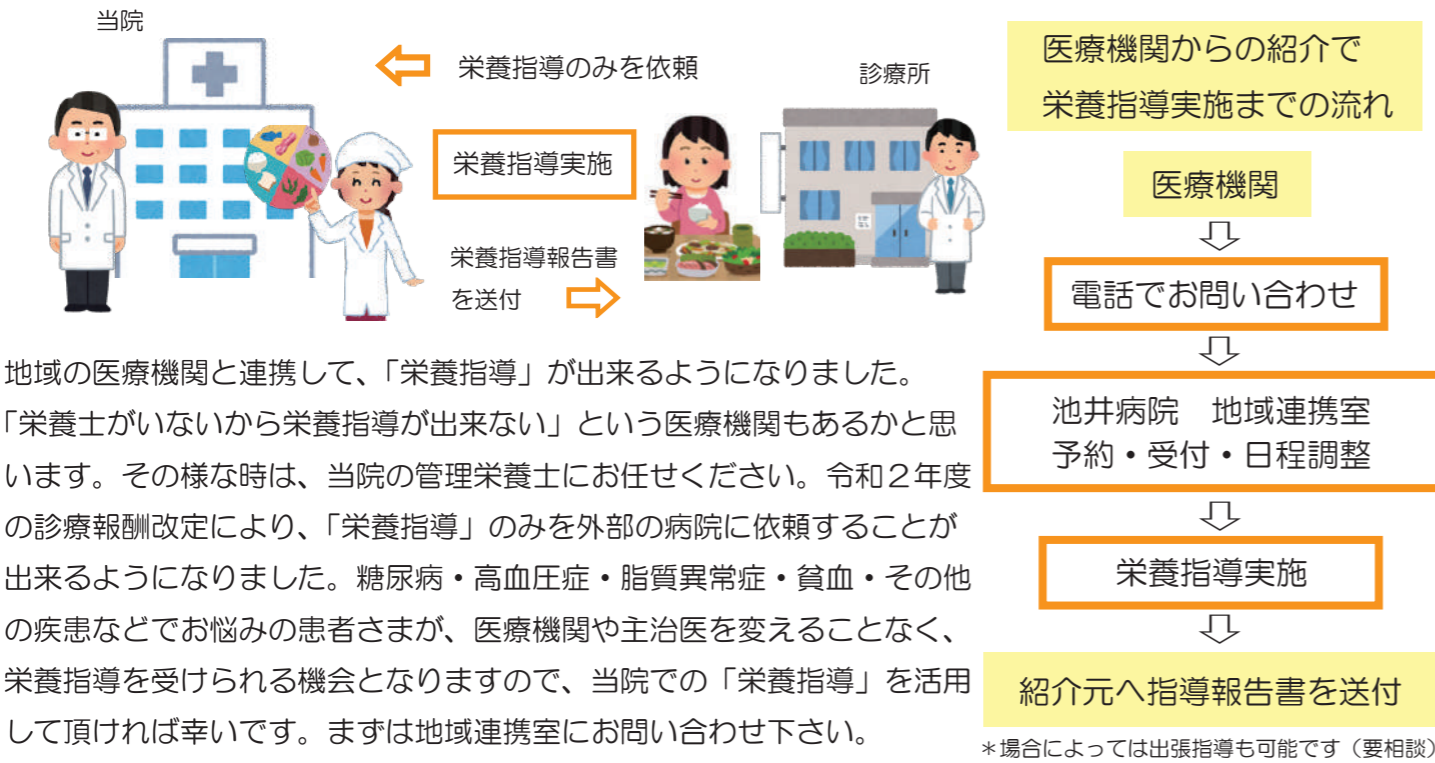 当院
栄養指導のみを依頼
診療所
栄養指導実施
栄養指導報告書
を送付
地域の医療機関と連携して、「栄養指導」が出来るようになりました。
「栄養士がいないから栄養指導が出来ない」という医療機関もあるかと思
います。その様な時は、当院の管理栄養士にお任せください。令和２年度
の診療報酬改定により、「栄養指導」のみを外部の病院に依頼することが
出来るようになりました。糖尿病・高血圧症・脂質異常症・貧血・その他
の疾患などでお悩みの患者さまが、医療機関や主治医を変えることなく、
栄養指導を受けられる機会となりますので、当院での「栄養指導」を活用
して頂ければ幸いです。まずは地域連携室にお問い合わせ下さい。
医療機関からの紹介で
栄養指導実施までの流れ
医療機関
電話でお問い合わせ
池井病院　地域連携室
予約・受付・日程調整
栄養指導実施
紹介元へ指導報告書を送付
＊場合によっては出張指導も可能です（要相談）